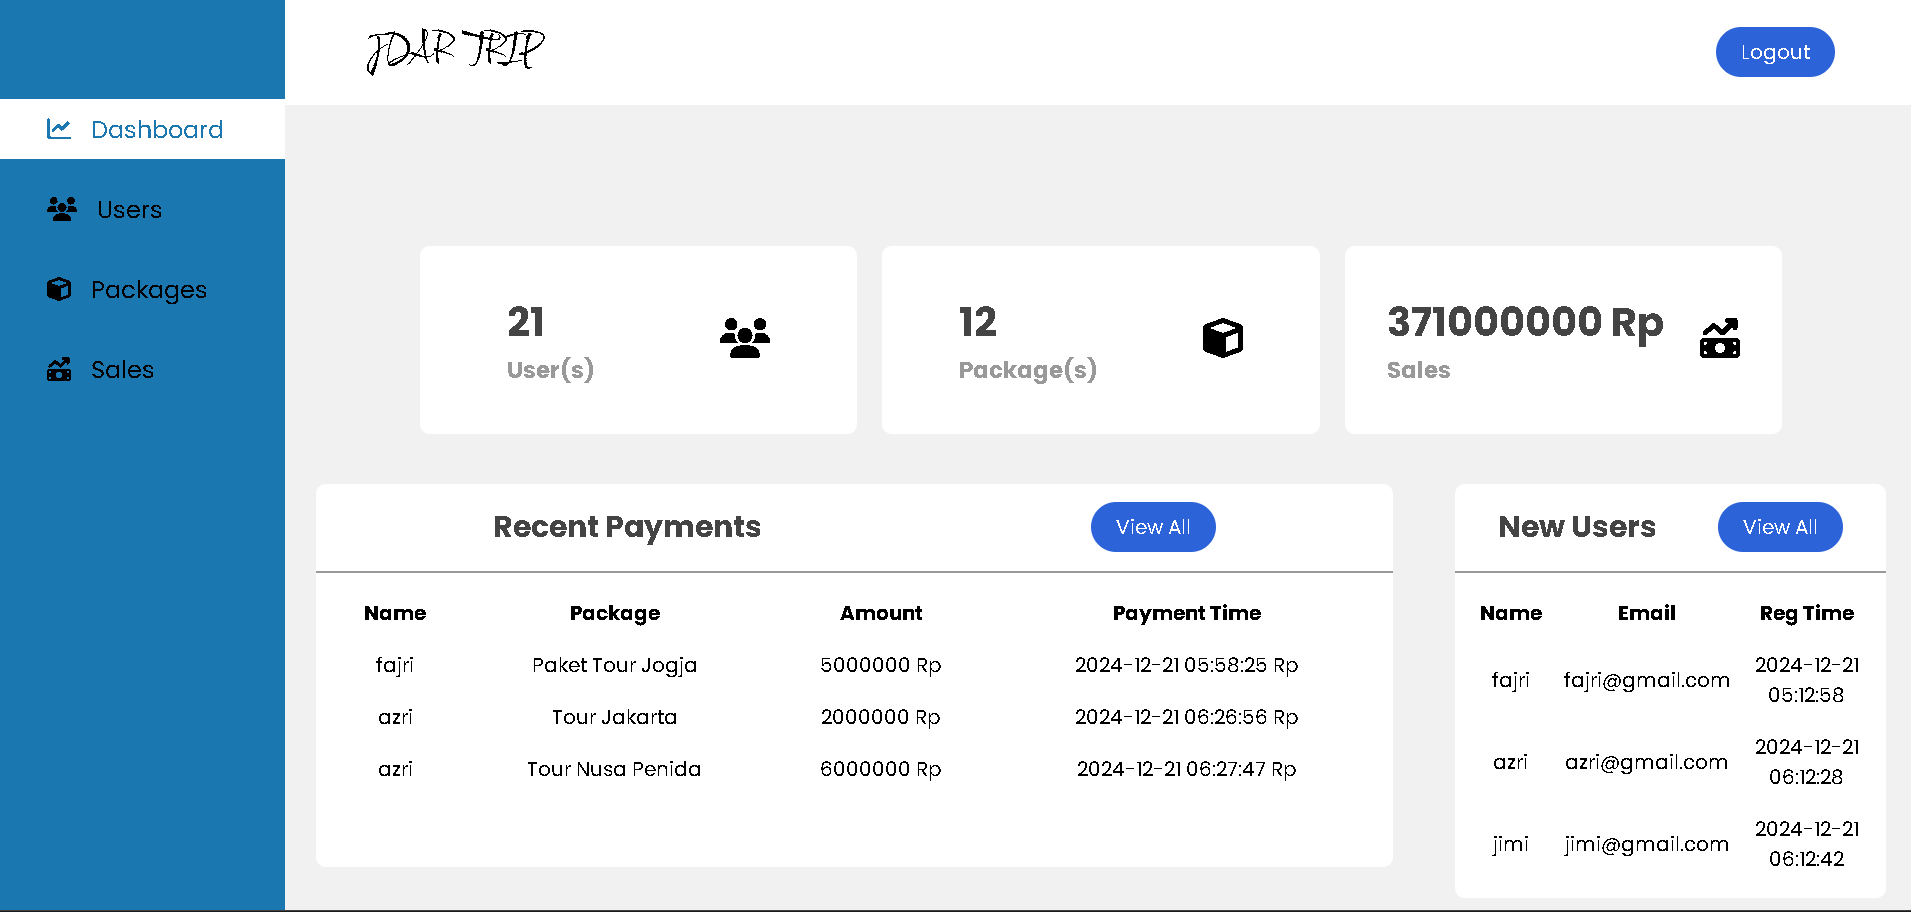 JDAR TRIP
Logout
Dashboard
Users
Packages
Sales
21
User(s)
12
Package(s)
371000000 Rp
Sales
Recent Payments
View All
Name Package Amount Payment Time
fajri Paket Tour Jogja 5000000 Rp 2024-12-21 05:58:25 Rp
azri Tour Jakarta 2000000 Rp 2024-12-21 06:26:56 Rp
azri Tour Nusa Penida 6000000 Rp 2024-12-21 06:27:47 Rp
New Users
View All
Name Email Reg Time
fajri fajri@gmail.com 2024-12-21
05:12:58
azri azri@gmail.com 2024-12-21
06:12:28
jimi jimi@gmail.com 2024-12-21
06:12:42